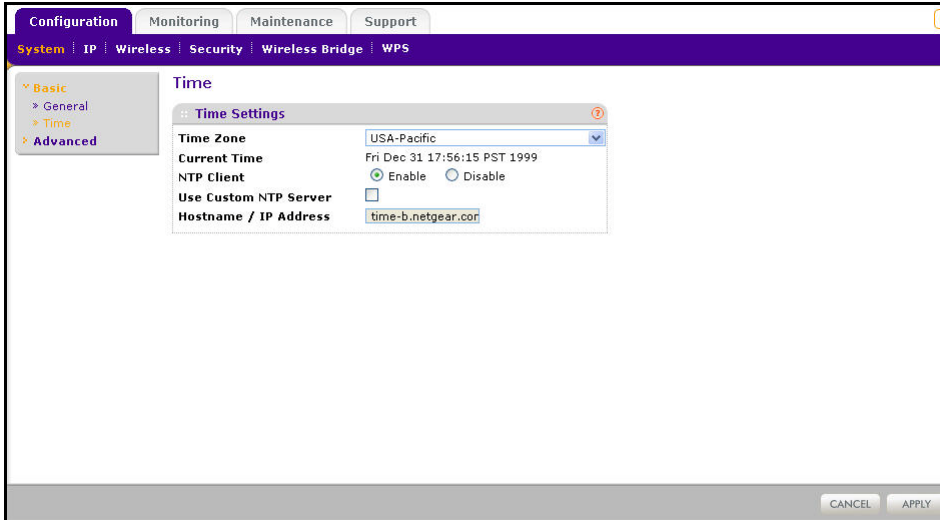 Configuration Monitoring Maintenance Support
System IP Wireless Security Wireless Bridge WPS
Basic
» General
» Time
Advanced
Time
Time Settings ?
Time Zone USA-Pacific
Current Time Fri Dec 31 17:56:15 PST 1999
NTP Client Enable Disable
Use Custom NTP Server
Hostname / IP Address time-b.netgear.cor
CANCEL APPLY